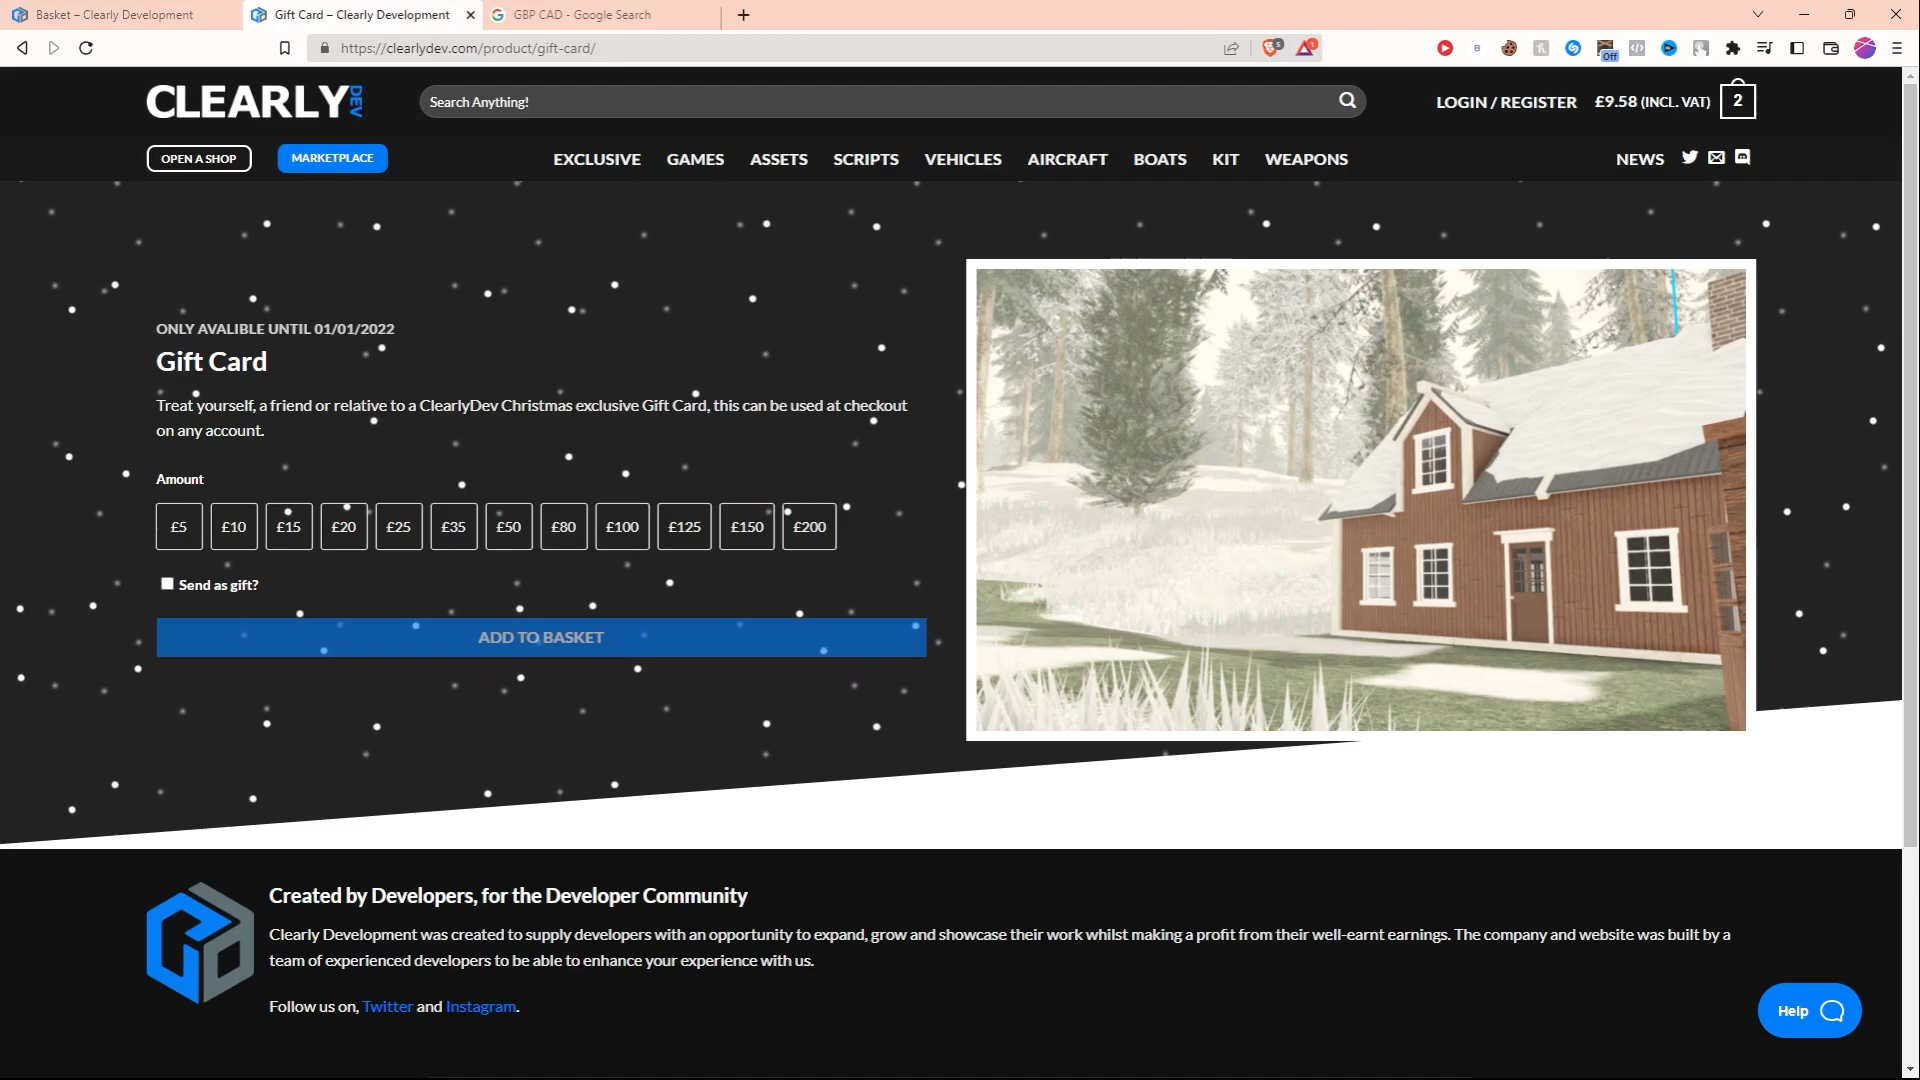 Basket – Clearly Development
Gift Card – Clearly Development
GBP CAD - Google Search
https://clearlydev.com/product/gift-card/
5
1
Off
CLEARLY DEV
Search Anything!
LOGIN / REGISTER
£9.58 (INCL. VAT)
2
OPEN A SHOP
MARKETPLACE
EXCLUSIVE
GAMES
ASSETS
SCRIPTS
VEHICLES
AIRCRAFT
BOATS
KIT
WEAPONS
NEWS
ONLY AVALIBLE UNTIL 01/01/2022
Gift Card
Treat yourself, a friend or relative to a ClearlyDev Christmas exclusive Gift Card, this can be used at checkout
on any account.
Amount
£5
£10
£15
£20
£25
£35
£50
£80
£100
£125
£150
£200
Send as gift?
ADD TO BASKET
Created by Developers, for the Developer Community
Clearly Development was created to supply developers with an opportunity to expand, grow and showcase their work whilst making a profit from their well-earnt earnings. The company and website was built by a
team of experienced developers to be able to enhance your experience with us.
Follow us on, Twitter and Instagram.
Help